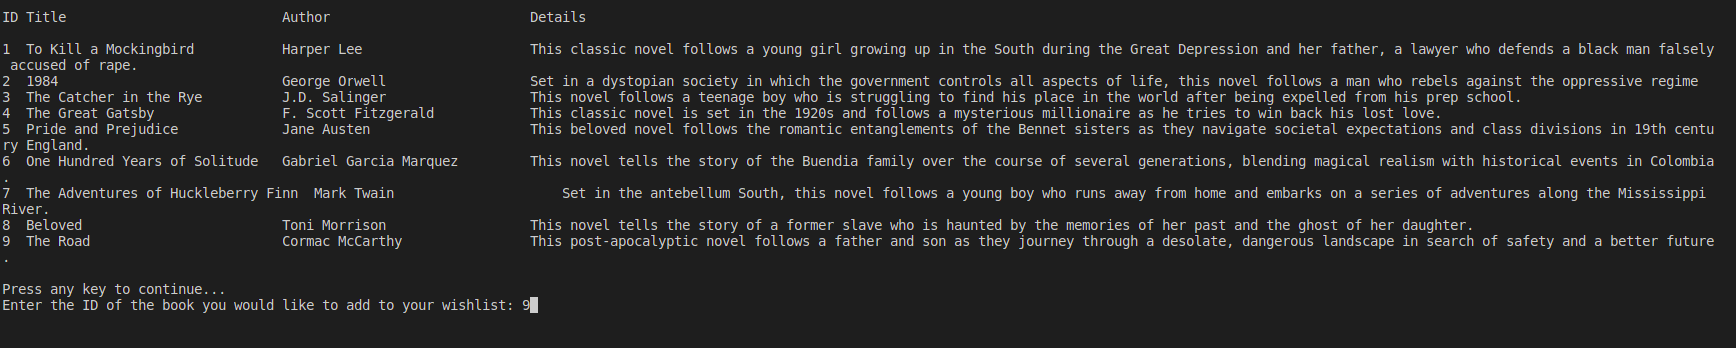 ID Title Author Details
1 To Kill a Mockingbird Harper Lee This classic novel follows a young girl growing up in the South during the Great Depression and her father, a lawyer who defends a black man falsely
accused of rape.
2 1984 George Orwell Set in a dystopian society in which the government controls all aspects of life, this novel follows a man who rebels against the oppressive regime
3 The Catcher in the Rye J.D. Salinger This novel follows a teenage boy who is struggling to find his place in the world after being expelled from his prep school.
4 The Great Gatsby F. Scott Fitzgerald This classic novel is set in the 1920s and follows a mysterious millionaire as he tries to win back his lost love.
5 Pride and Prejudice Jane Austen This beloved novel follows the romantic entanglements of the Bennet sisters as they navigate societal expectations and class divisions in 19th centu
ry England.
6 One Hundred Years of Solitude Gabriel Garcia Marquez This novel tells the story of the Buendia family over the course of several generations, blending magical realism with historical events in Colombia
.
7 The Adventures of Huckleberry Finn Mark Twain Set in the antebellum South, this novel follows a young boy who runs away from home and embarks on a series of adventures along the Mississippi
River.
8 Beloved Toni Morrison This novel tells the story of a former slave who is haunted by the memories of her past and the ghost of her daughter.
9 The Road Cormac McCarthy This post-apocalyptic novel follows a father and son as they journey through a desolate, dangerous landscape in search of safety and a better future
.
Press any key to continue...
Enter the ID of the book you would like to add to your wishlist: 9